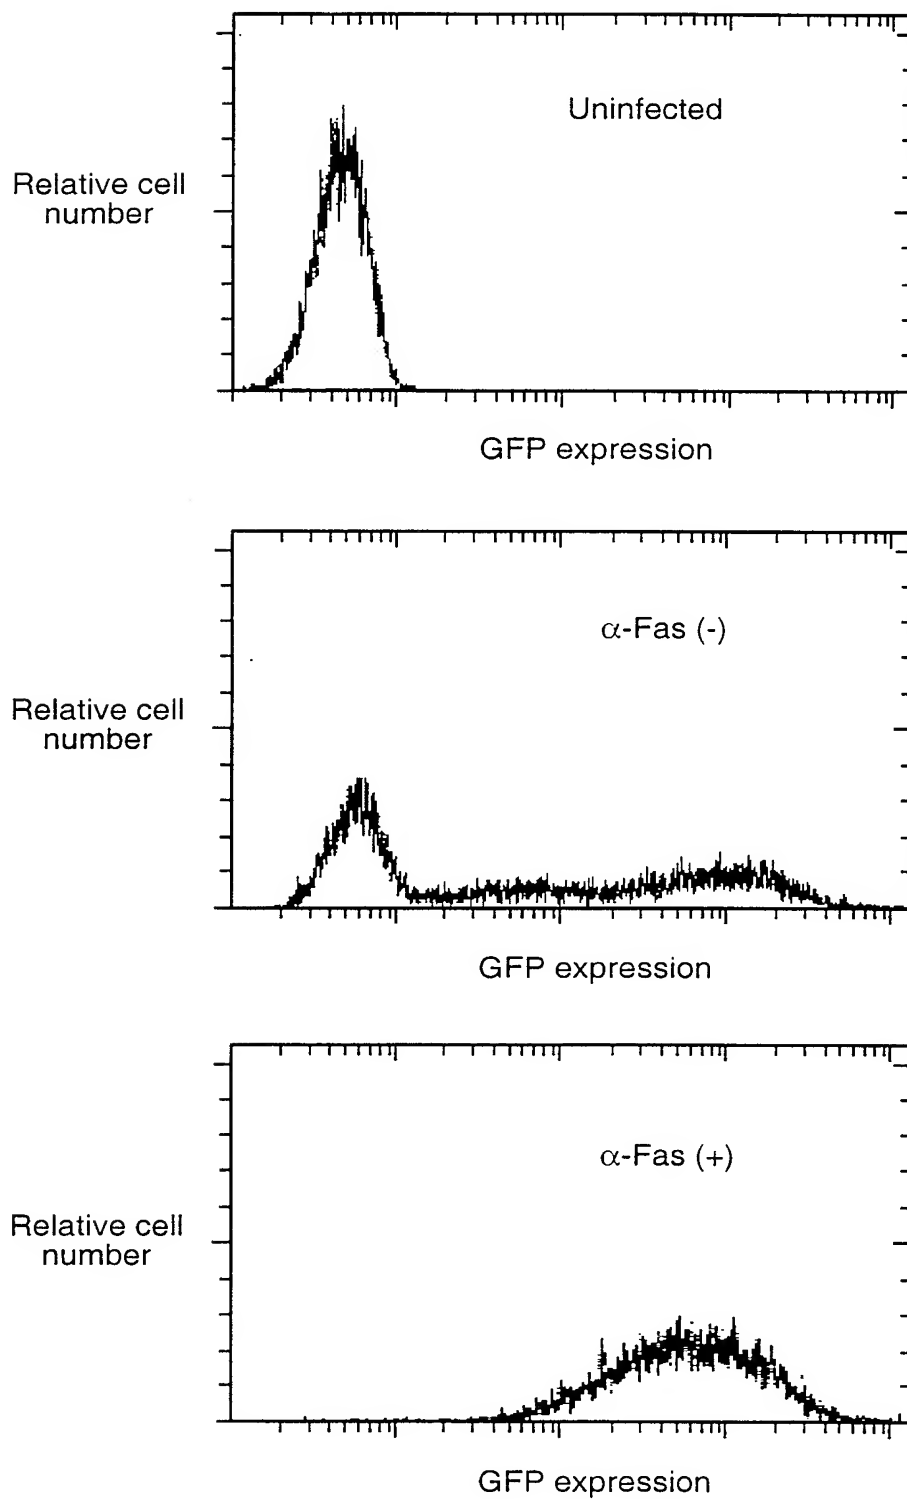 Uninfected
Relative cell
number
GFP expression
α-Fas (-)
Relative cell
number
GFP expression
α-Fas (+)
Relative cell
number
GFP expression